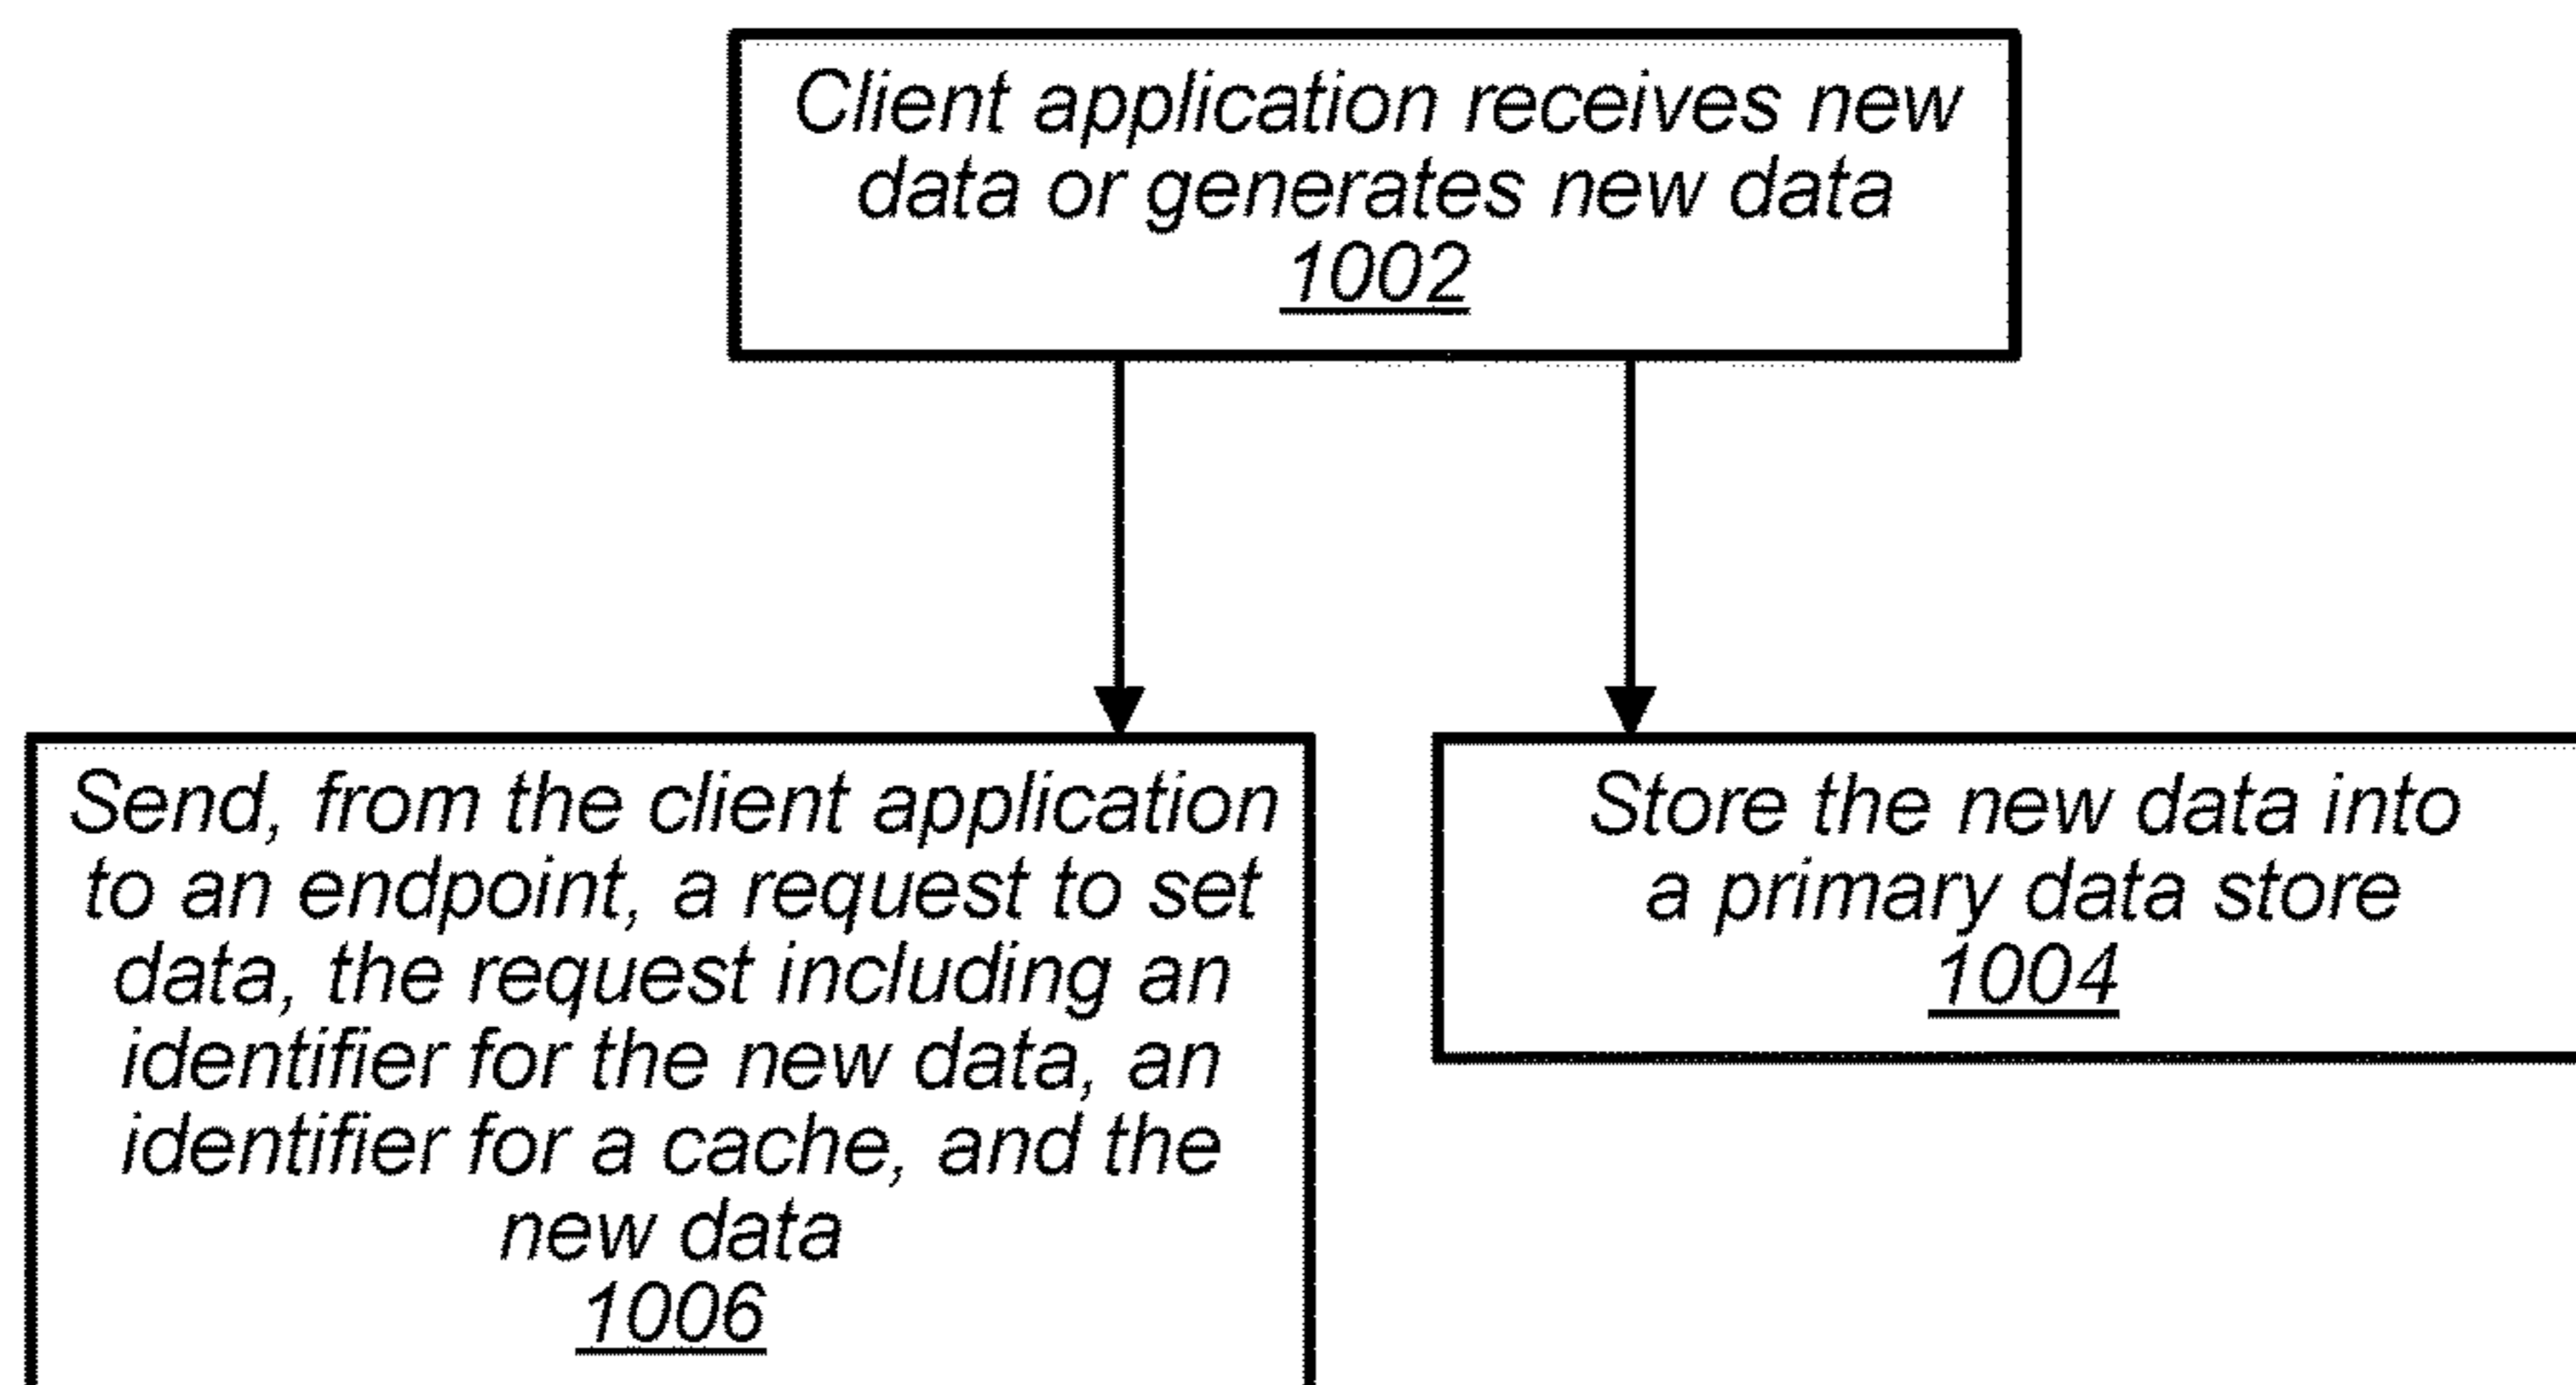 Client application receives new
data or generates new data
1002
Send, from the client application
to an endpoint, a request to set
data, the request including an
identifier for the new data, an
identifier for a cache, and the
new data
1006
Store the new data into
a primary data store
1004